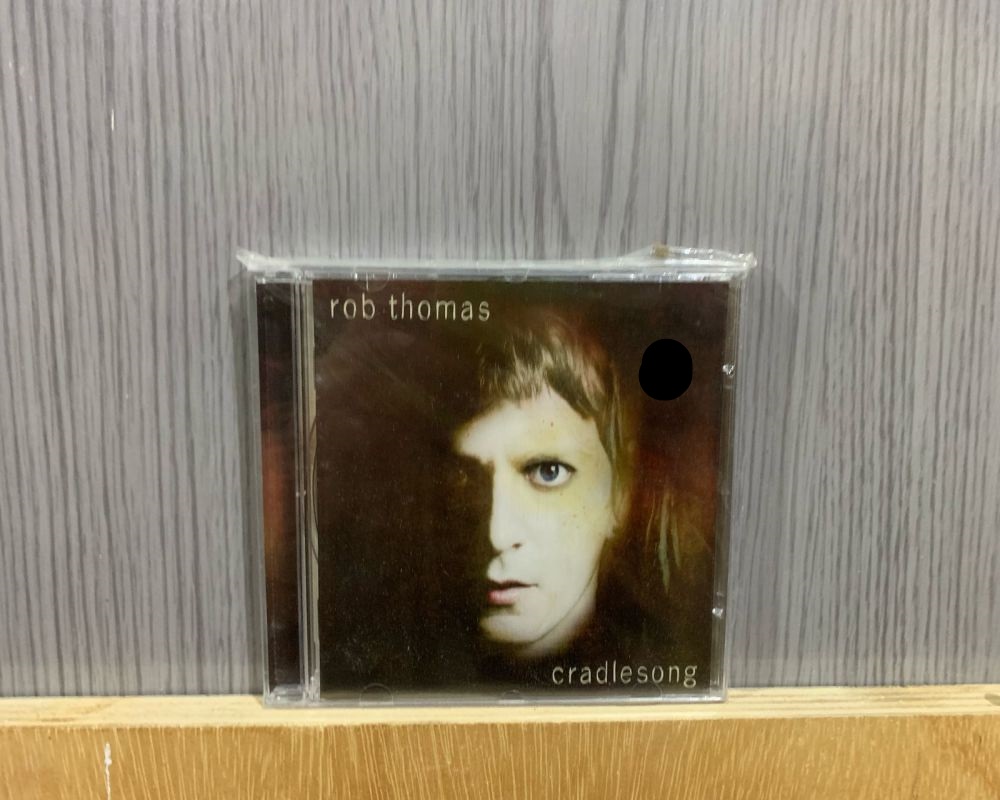 rob thomas
cradlesong